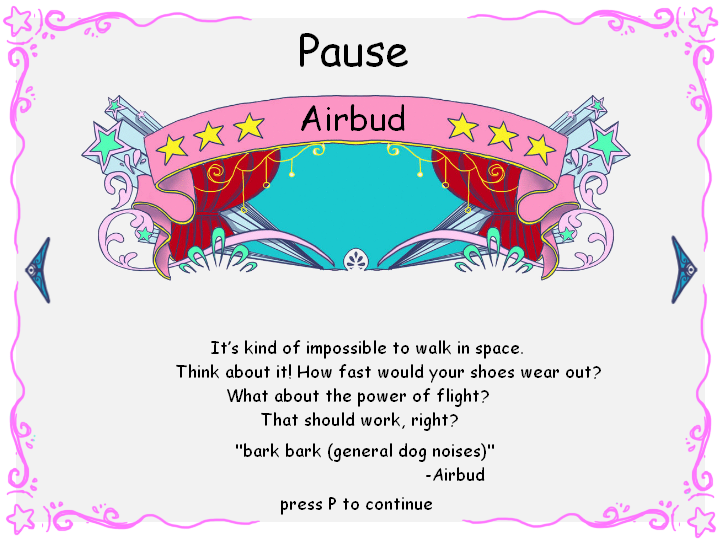 Pause
Airbud
It's kind of impossible to walk in space.
Think about it! How fast would your shoes wear out?
What about the power of flight?
That should work, right?
"bark bark (general dog noises)"
-Airbud
press P to continue